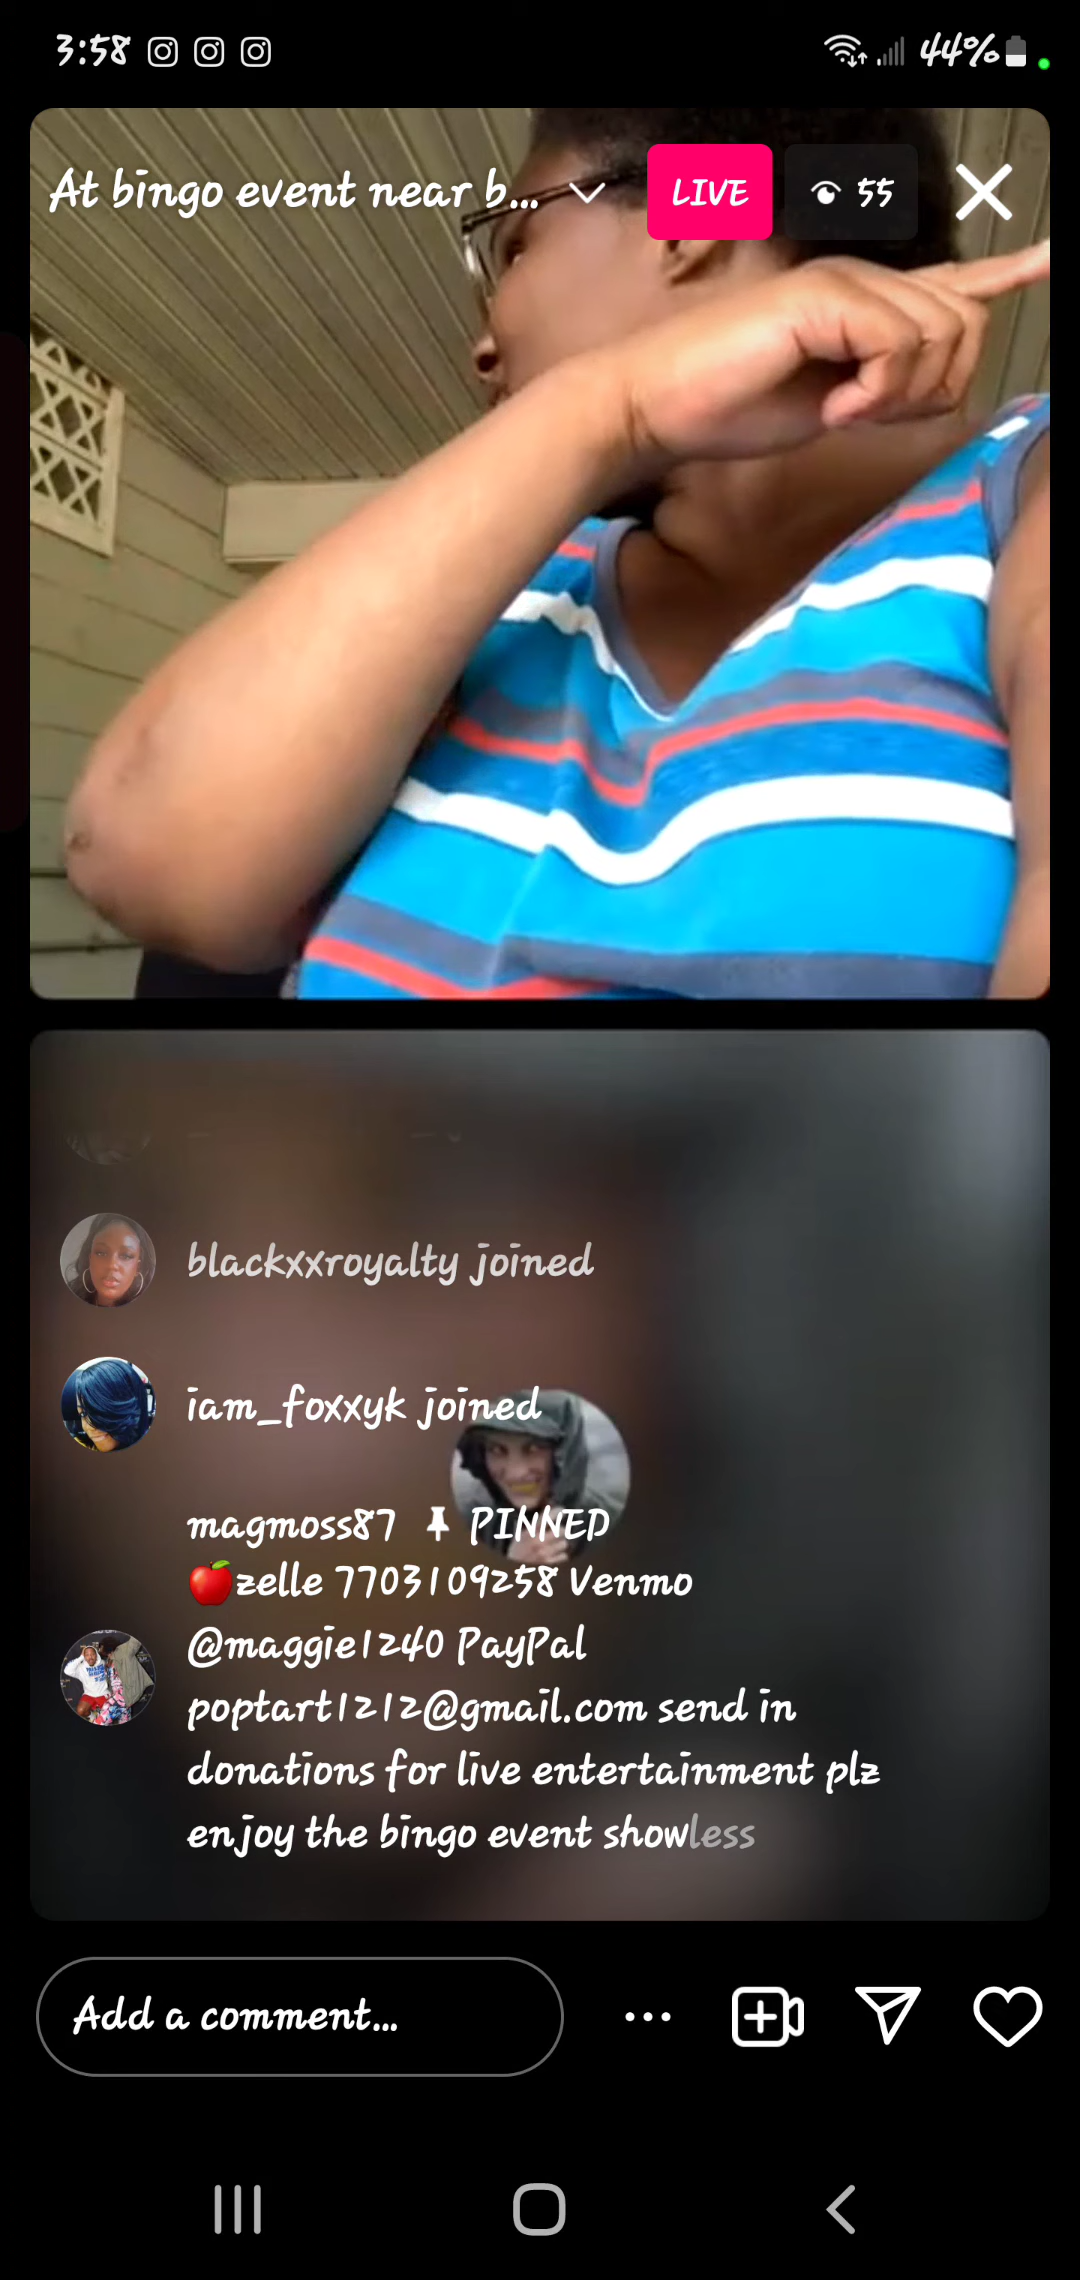 3:58 44%
At bingo event near b... LIVE 55
blackxxroyalty joined
iam_foxxyk joined
magmoss87 PINNED
🍎zelle 7703109258 Venmo
@maggie1240 PayPal
poptart1212@gmail.com send in
donations for live entertainment plz
enjoy the bingo event showless
Add a comment...